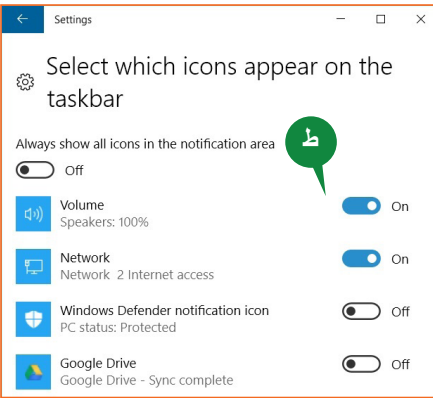 Settings
Select which icons appear on the
taskbar
Always show all icons in the notification area
Off
ط
Volume
Speakers: 100%
On
Network
Network 2 Internet access
On
Windows Defender notification icon
PC status: Protected
Off
Google Drive
Google Drive - Sync complete
Off